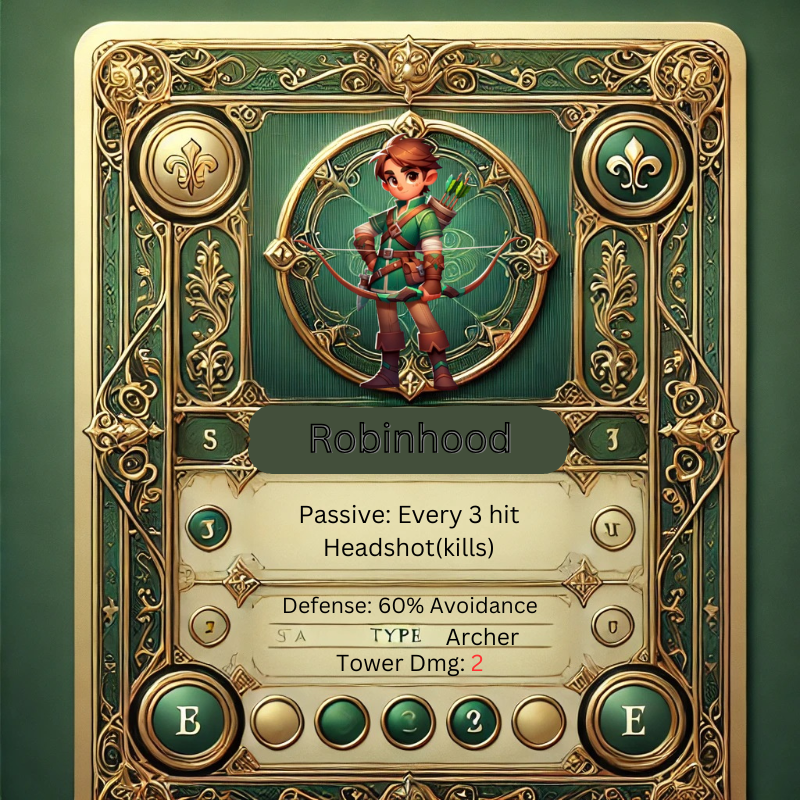 S Robinhood J
Passive: Every 3 hit
Headshot(kills)
Defense: 60% Avoidance
TYPE Archer
Tower Dmg: 2
B E